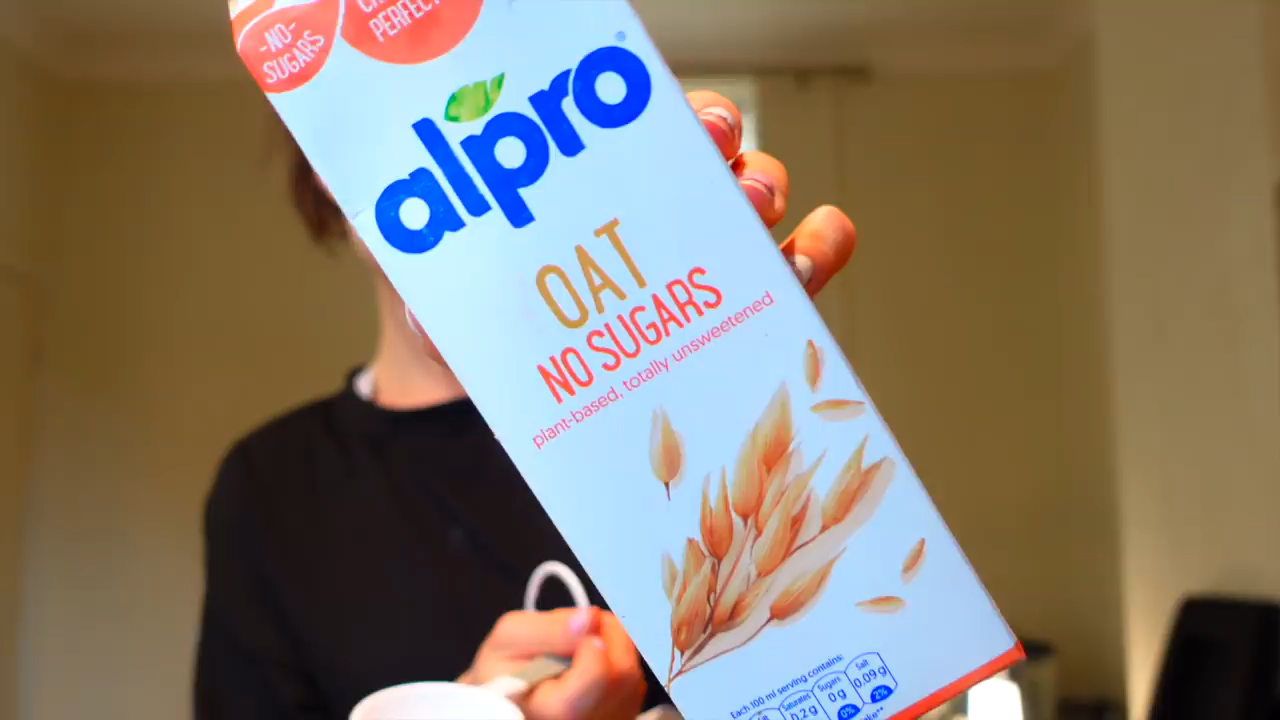 -NO-
SUGARS
PERFECT
alpro®
OAT
NO SUGARS
plant-based, totally unsweetened
Each 100 ml serving contains:
Saturates Sugars Salt
0.2g 0g 0.09g
0% 2%